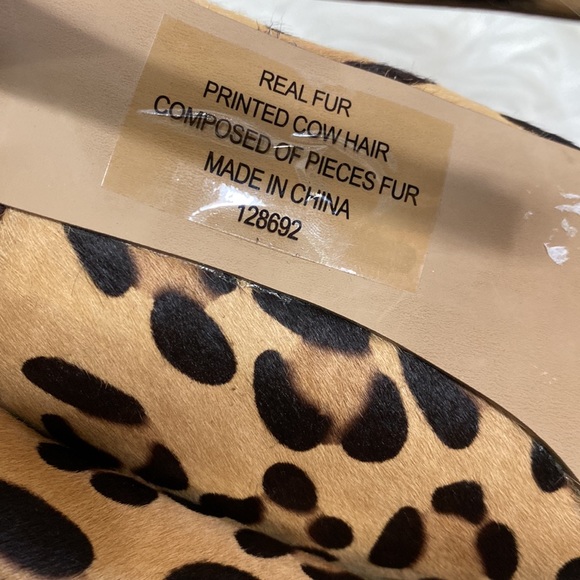 REAL FUR
PRINTED COW HAIR
COMPOSED OF PIECES FUR
MADE IN CHINA
128692